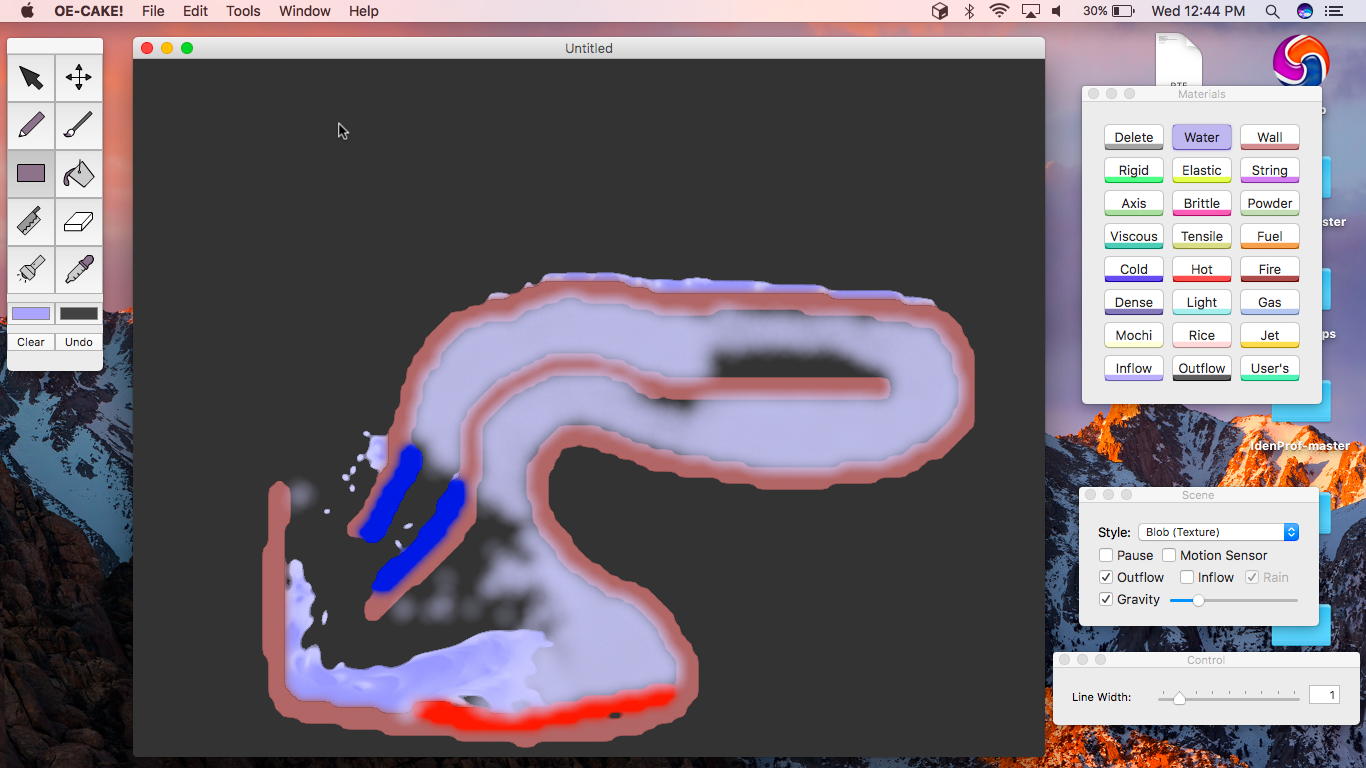 OE-CAKE! File Edit Tools Window Help 30% Wed 12:44 PM
Untitled
Clear Undo
Materials
Delete Water Wall
Rigid Elastic String
Axis Brittle Powder
Viscous Tensile Fuel
Cold Hot Fire
Dense Light Gas
Mochi Rice Jet
Inflow Outflow User's
ster
ps
IdenProf-master
Scene
Style: Blob (Texture)
Pause Motion Sensor
Outflow Inflow Rain
Gravity
Control
Line Width: 1